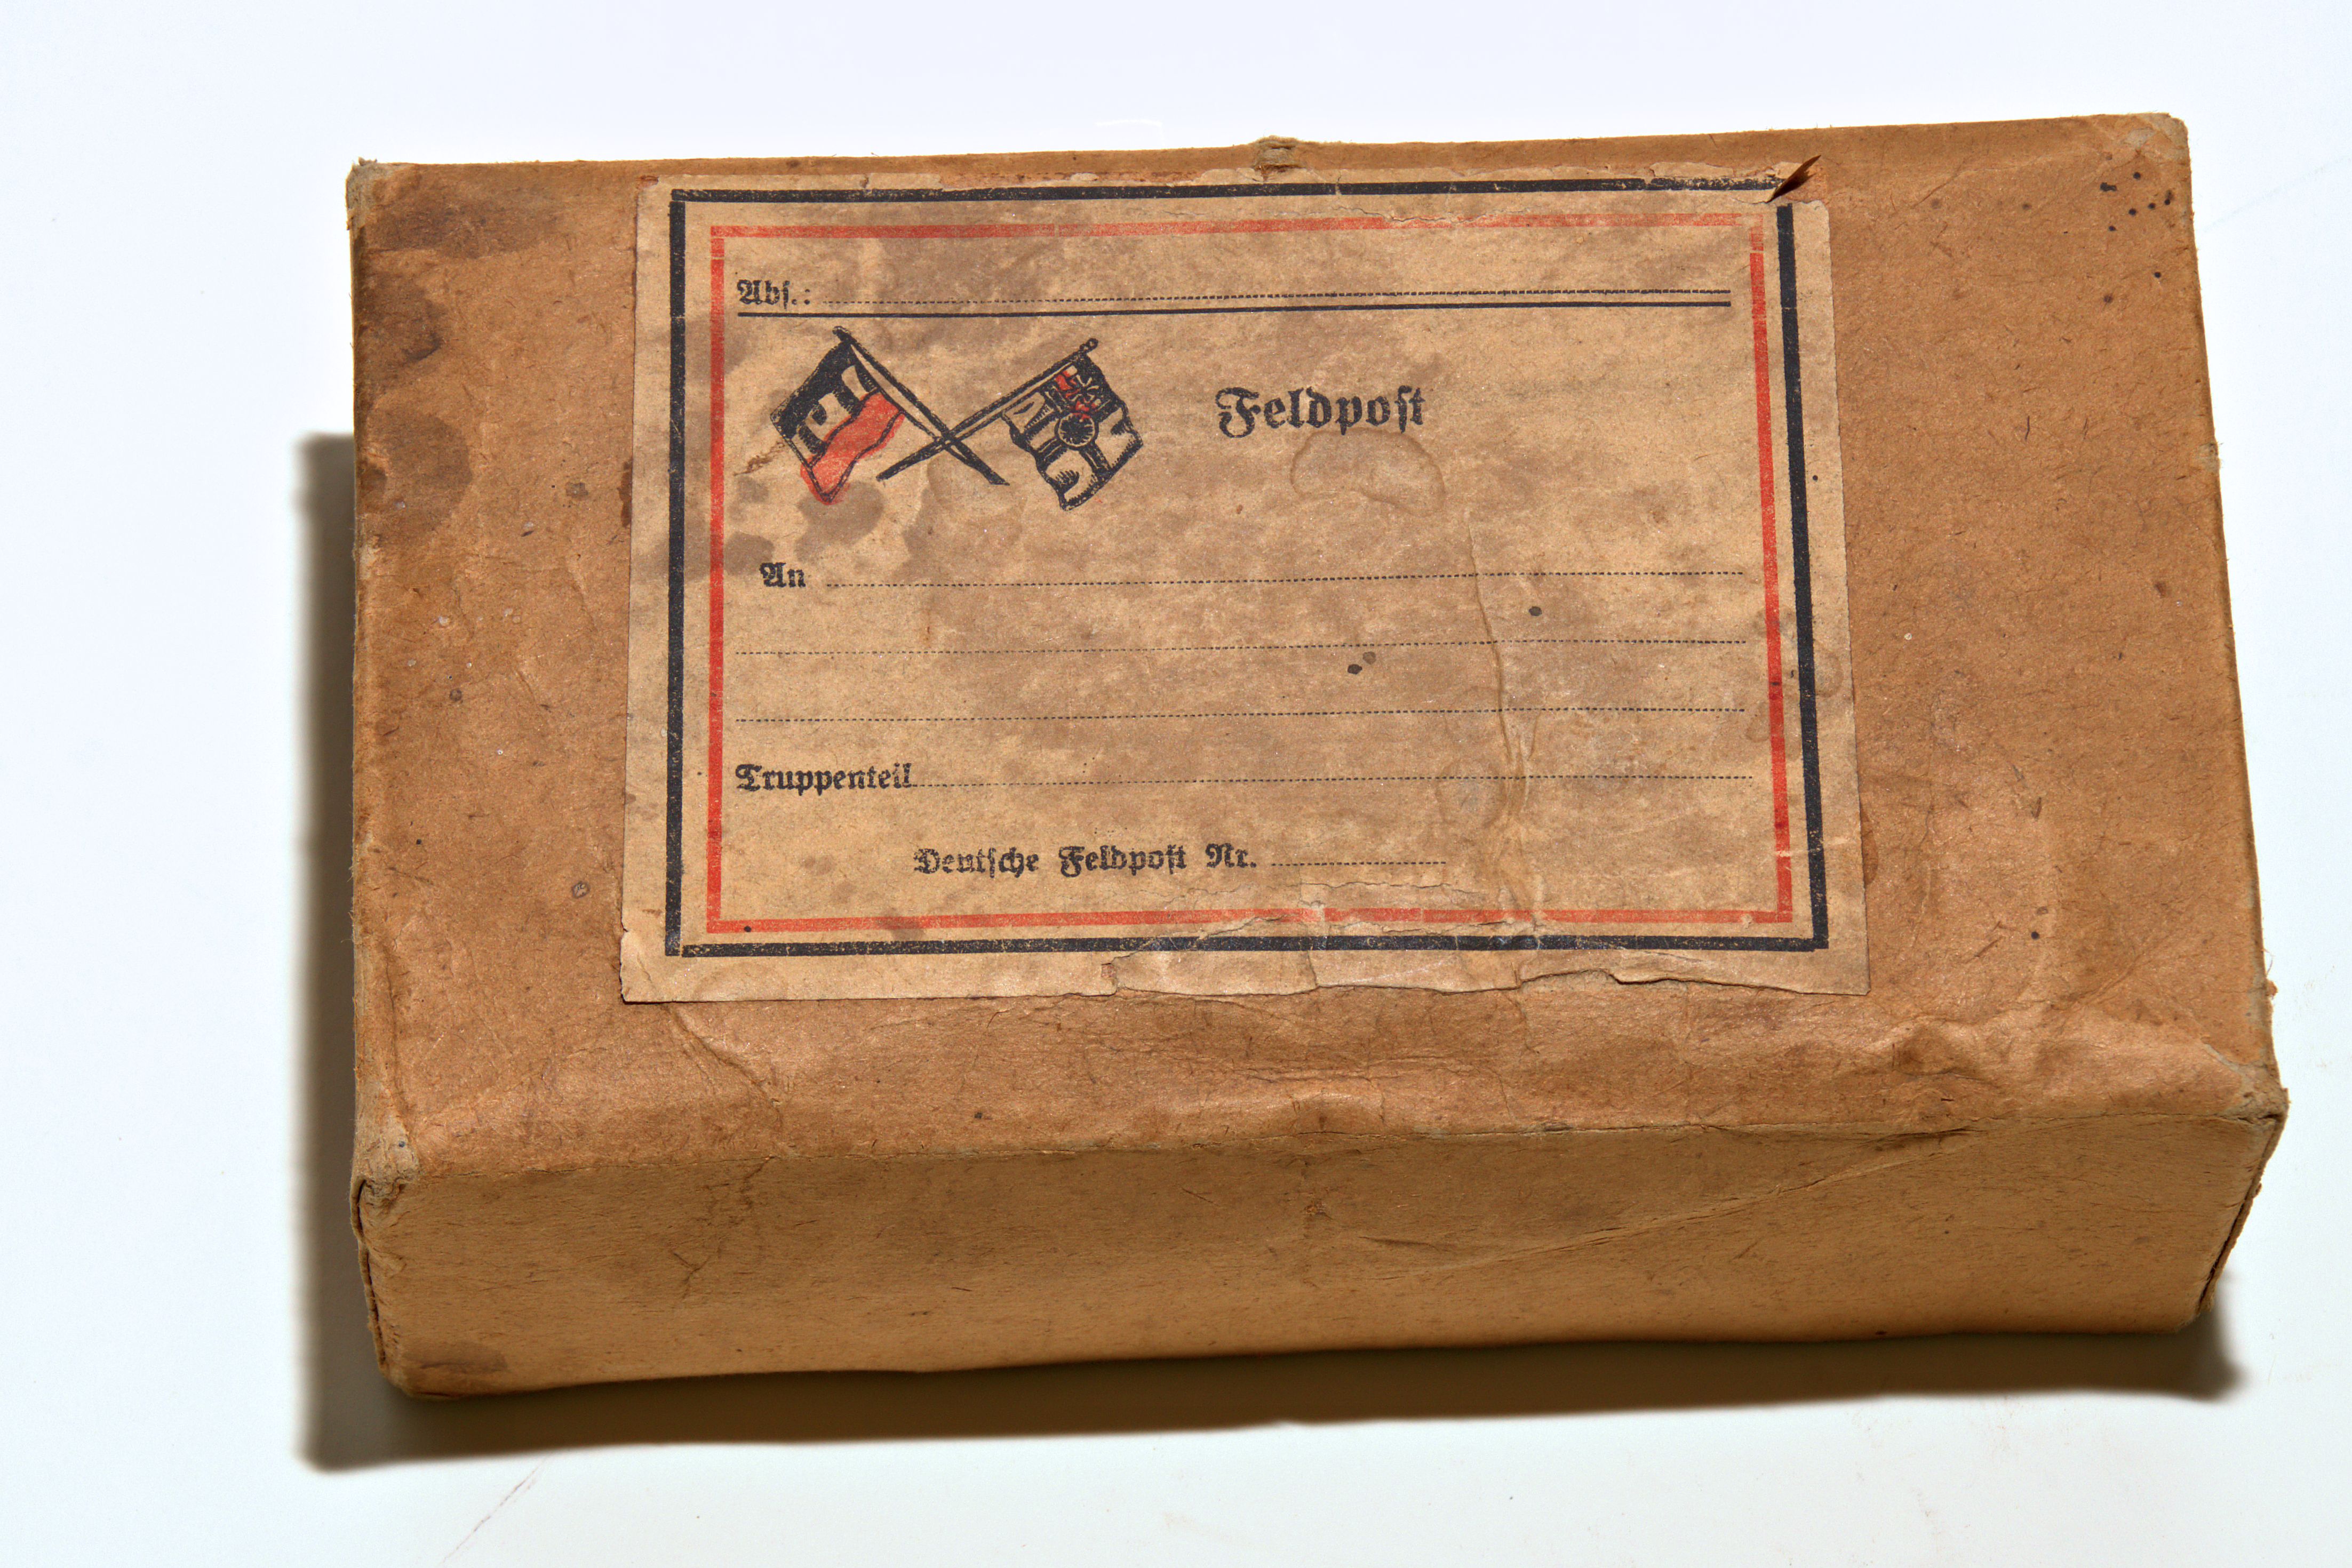 Abs.:
Feldpost
An
Truppenteil
Deutsche Feldpost Nr.